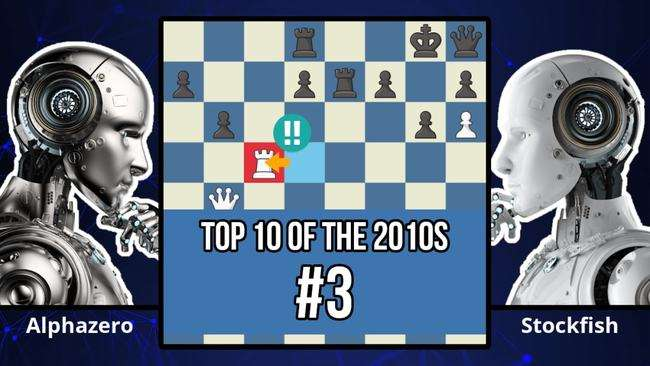 !!
TOP 10 OF THE 2010S
#3
Alphazero
Stockfish